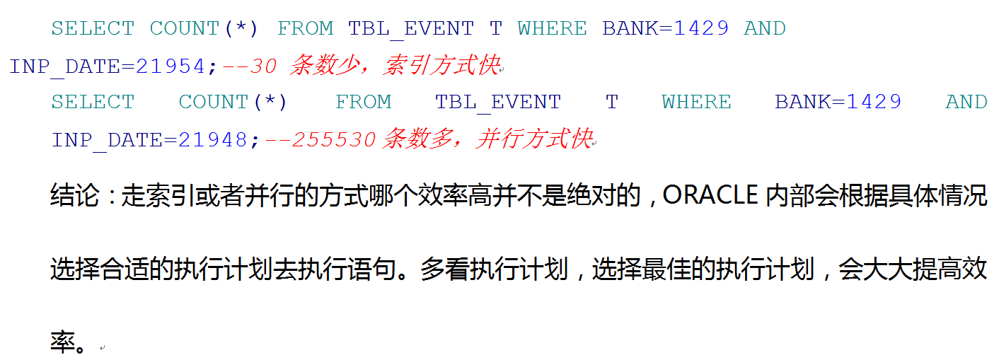 SELECT COUNT(*) FROM TBL_EVENT T WHERE BANK=1429 AND
INP_DATE=21954;--30 条数少，索引方式快
SELECT COUNT(*) FROM TBL_EVENT T WHERE BANK=1429 AND
INP_DATE=21948;--255530 条数多，并行方式快
结论：走索引或者并行的方式哪个效率高并不是绝对的，ORACLE 内部会根据具体情况
选择合适的执行计划去执行语句。多看执行计划，选择最佳的执行计划，会大大提高效
率。